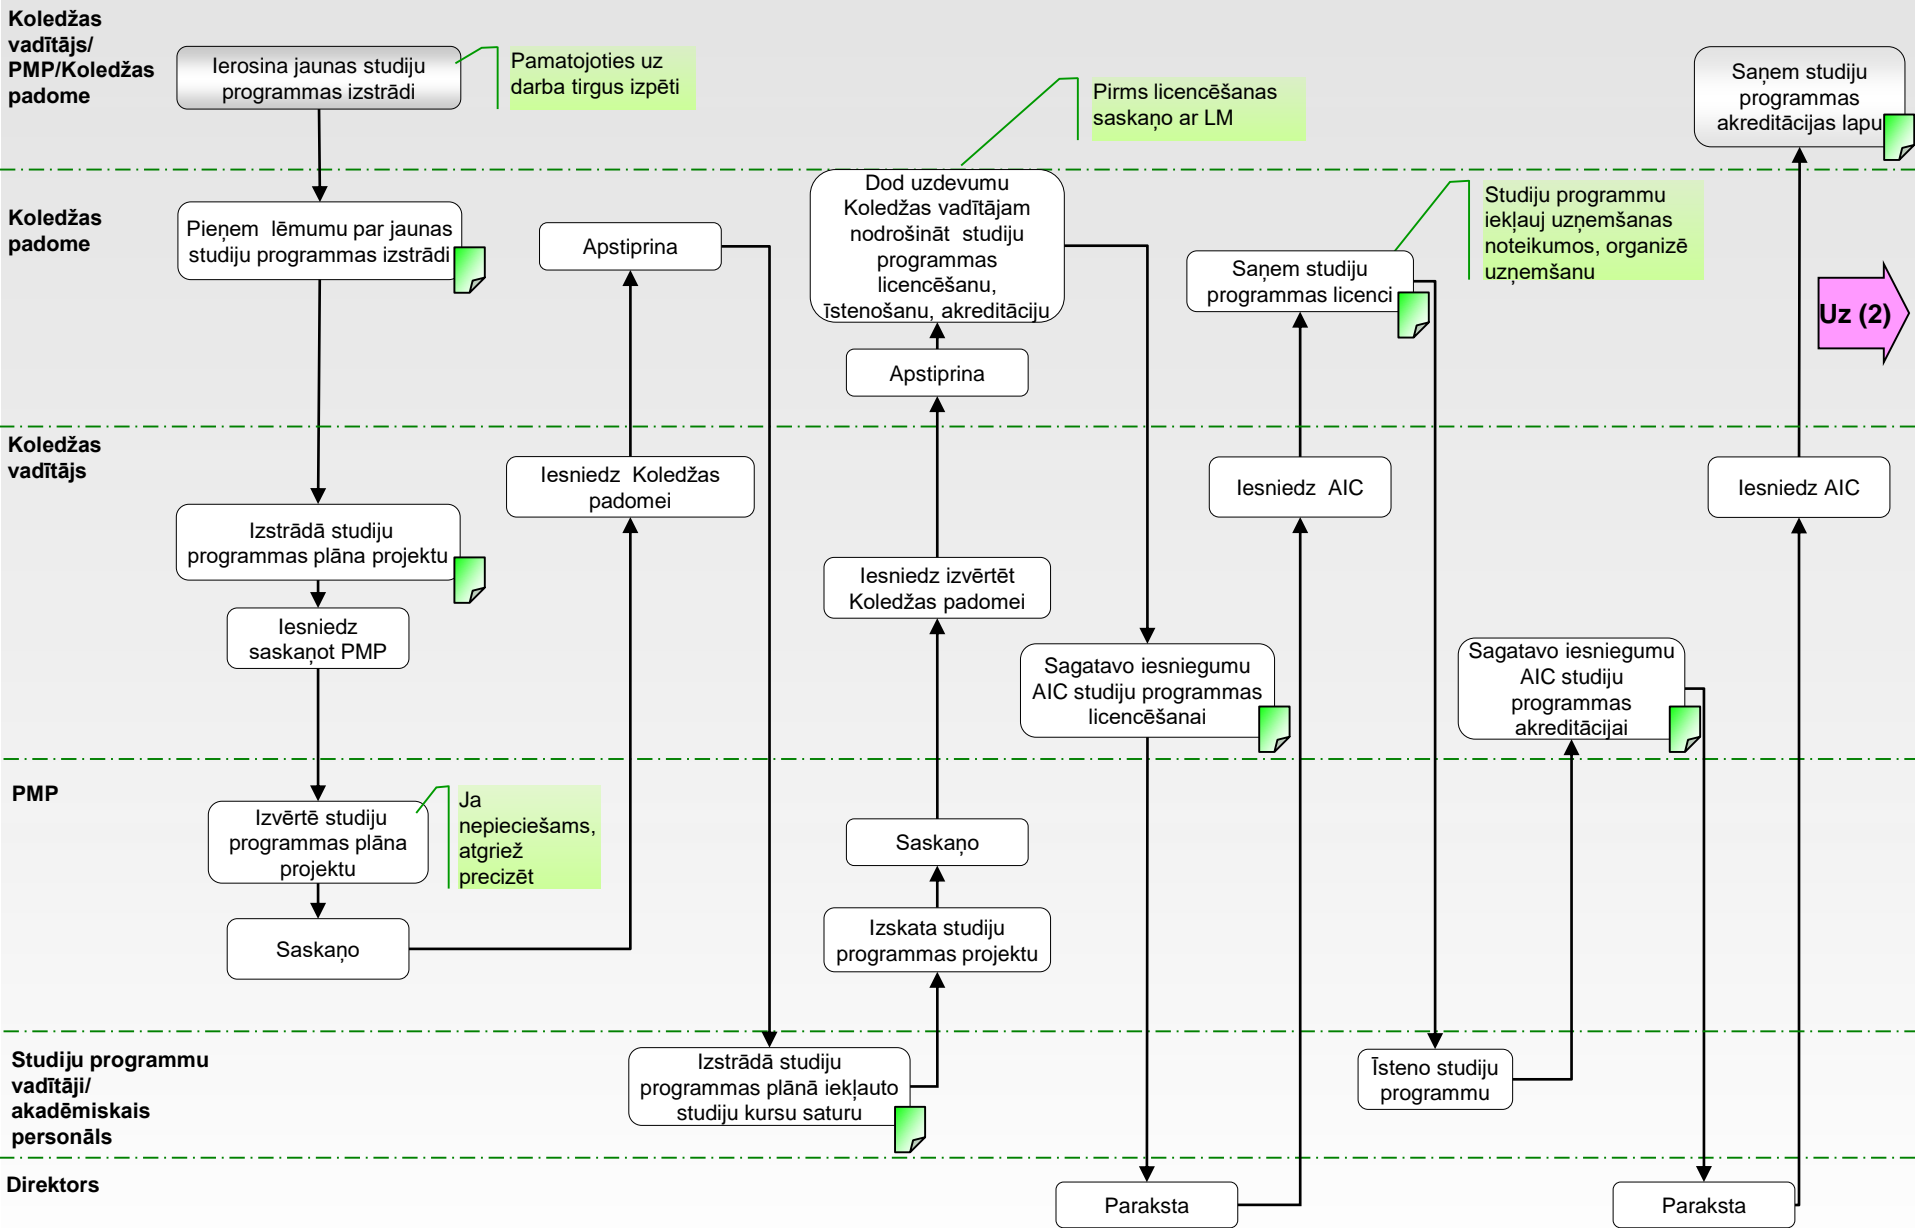 Koledžas
vadītājs/
PMP/Koledžas
padome
Ierosina jaunas studiju
programmas izstrādi
Pamatojoties uz
darba tirgus izpēti
Pirms licencēšanas
saskaņo ar LM
Saņem studiju
programmas
akreditācijas lapu
Koledžas
padome
Pieņem lēmumu par jaunas
studiju programmas izstrādi
Apstiprina
Dod uzdevumu
Koledžas vadītājam
nodrošināt studiju
programmas
licencēšanu,
īstenošanu, akreditāciju
Apstiprina
Saņem studiju
programmas licenci
Studiju programmu
iekļauj uzņemšanas
noteikumos, organizē
uzņemšanu
Uz (2)
Koledžas
vadītājs
Izstrādā studiju
programmas plāna projektu
Iesniedz
saskaņot PMP
Iesniedz Koledžas
padomei
Iesniedz izvērtēt
Koledžas padomei
Sagatavo iesniegumu
AIC studiju programmas
licencēšanai
Iesniedz AIC
Sagatavo iesniegumu
AIC studiju
programmas
akreditācijai
Iesniedz AIC
PMP
Izvērtē studiju
programmas plāna
projektu
Ja
nepieciešams,
atgriež
precizēt
Saskaņo
Saskaņo
Izskata studiju
programmas projektu
Studiju programmu
vadītāji/
akadēmiskais
personāls
Izstrādā studiju
programmas plānā iekļauto
studiju kursu saturu
Īsteno studiju
programmu
Direktors
Paraksta
Paraksta